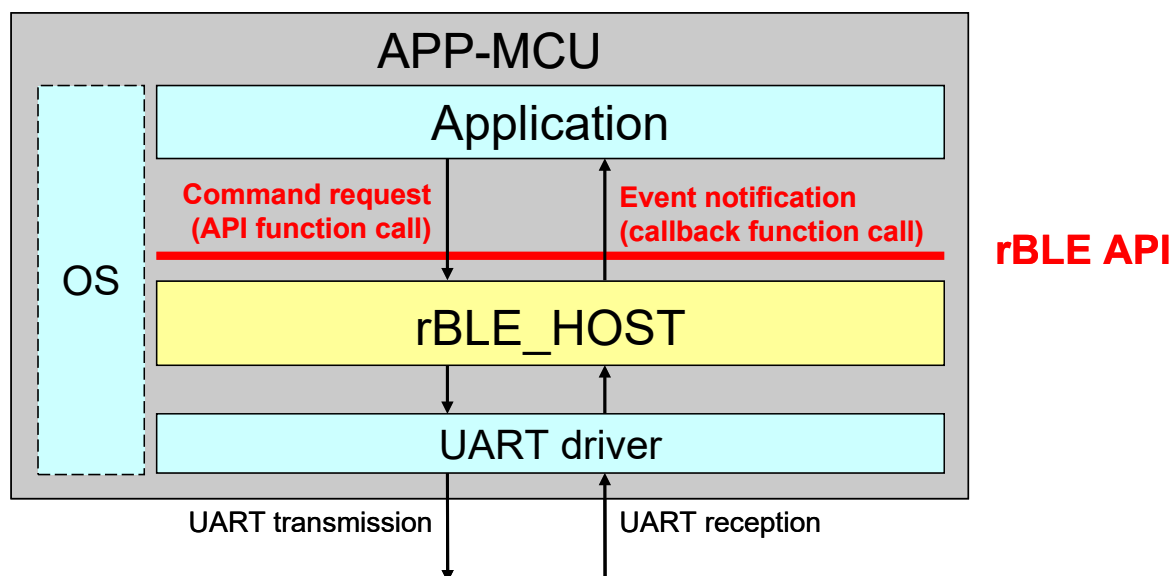 APP-MCU
Application
Command request
(API function call)
Event notification
(callback function call)
rBLE API
OS
rBLE_HOST
UART driver
UART transmission
UART reception